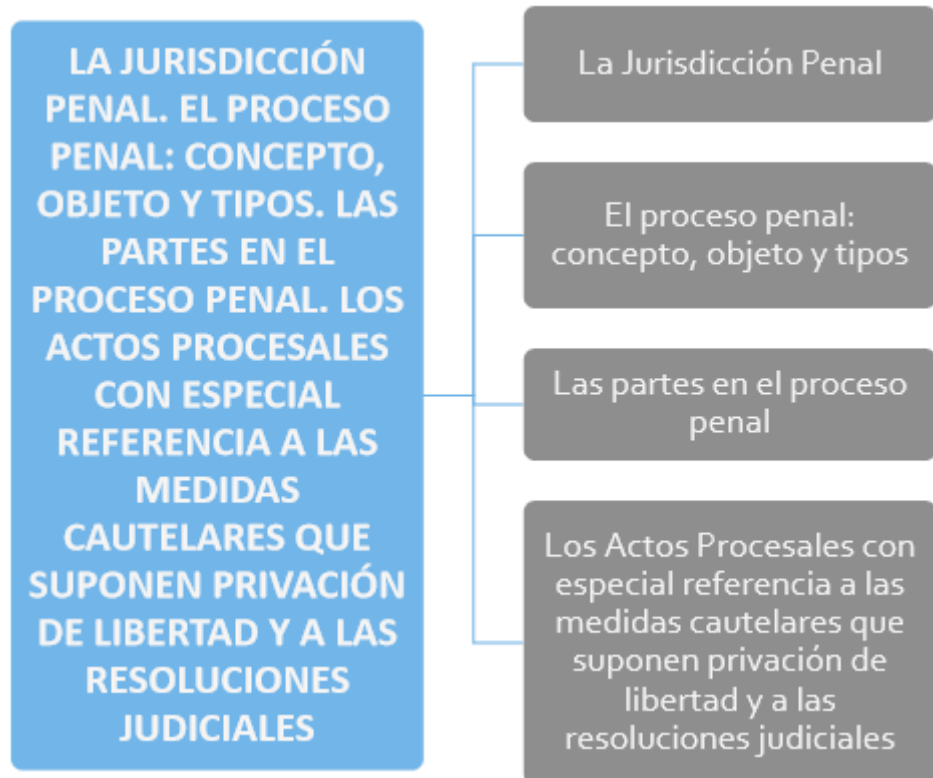 LA JURISDICCIÓN
PENAL. EL PROCESO
PENAL: CONCEPTO,
OBJETO Y TIPOS. LAS
PARTES EN EL
PROCESO PENAL. LOS
ACTOS PROCESALES
CON ESPECIAL
REFERENCIA A LAS
MEDIDAS
CAUTELARES QUE
SUPONEN PRIVACIÓN
DE LIBERTAD Y A LAS
RESOLUCIONES
JUDICIALES
La Jurisdicción Penal
El proceso penal:
concepto, objeto y tipos
Las partes en el proceso
penal
Los Actos Procesales con
especial referencia a las
medidas cautelares que
suponen privación de
libertad y a las
resoluciones judiciales